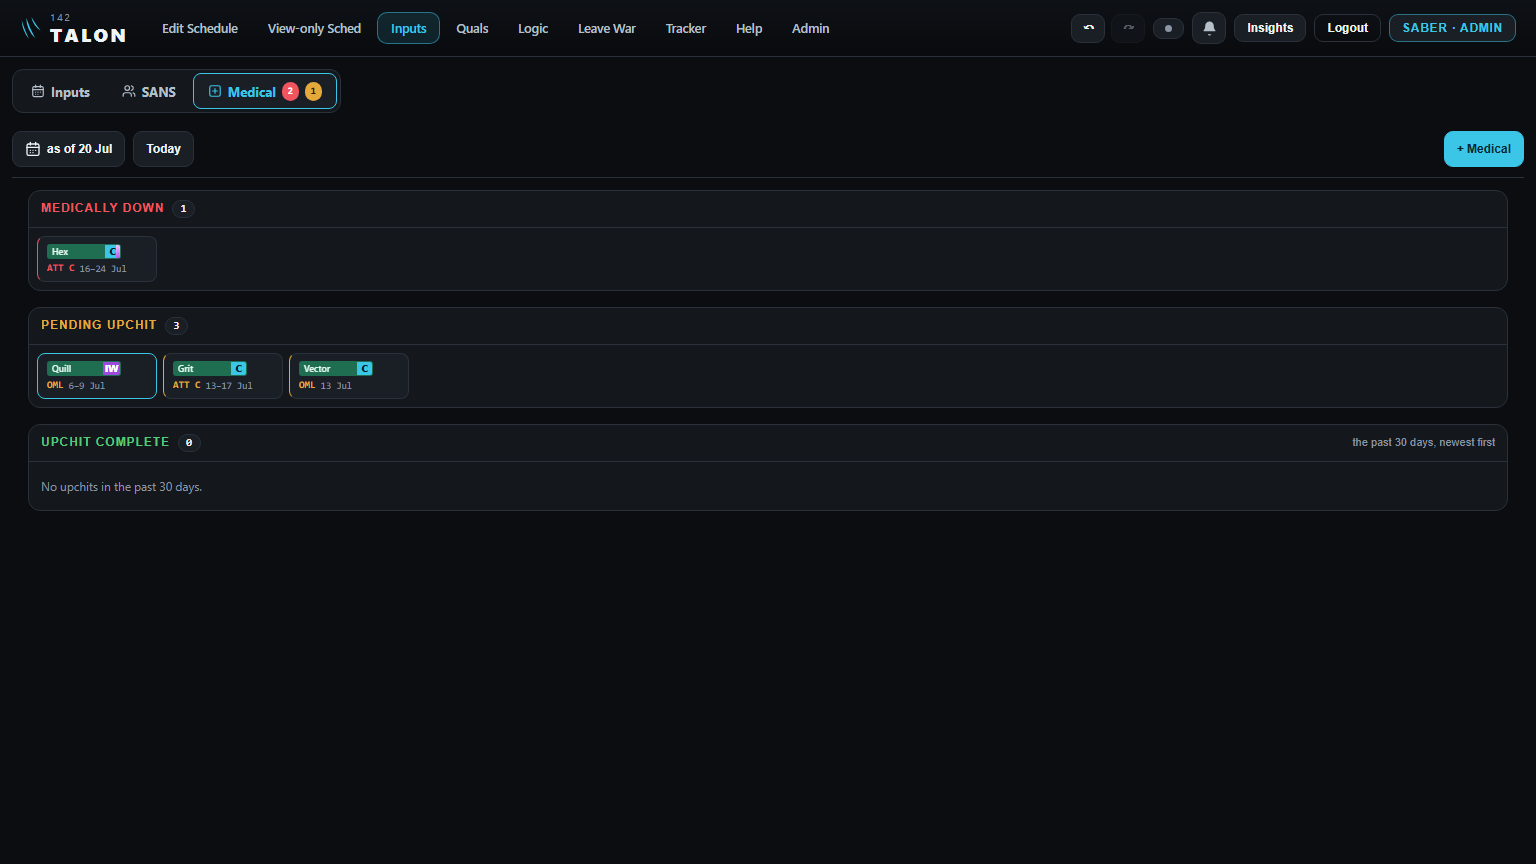 142
TALON
Edit Schedule
View-only Sched
Inputs
Quals
Logic
Leave War
Tracker
Help
Admin
Insights
Logout
SABER · ADMIN
Inputs
SANS
Medical 2 1
as of 20 Jul
Today
+ Medical
MEDICALLY DOWN 1
Hex C
ATT C 16–24 Jul
PENDING UPCHIT 3
Quill IW
OML 6–9 Jul
Grit C
ATT C 13–17 Jul
Vector C
OML 13 Jul
UPCHIT COMPLETE 0
the past 30 days, newest first
No upchits in the past 30 days.